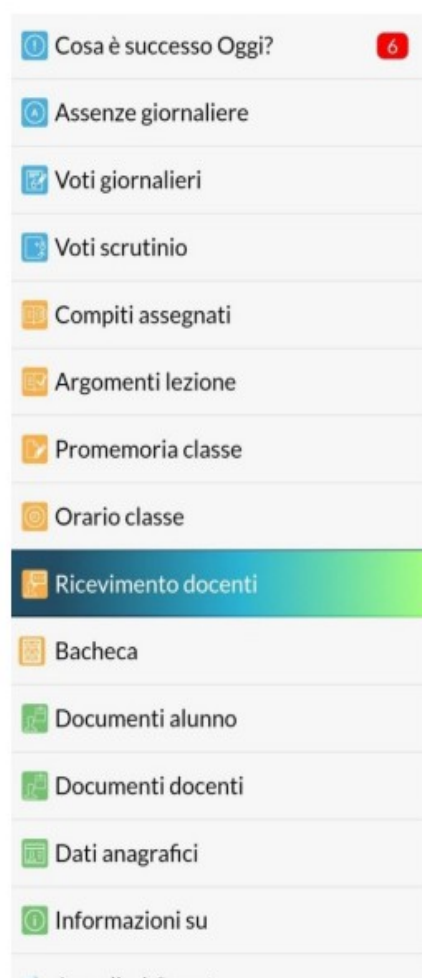 Cosa è successo Oggi? 6
Assenze giornaliere
Voti giornalieri
Voti scrutinio
Compiti assegnati
Argomenti lezione
Promemoria classe
Orario classe
Ricevimento docenti
Bacheca
Documenti alunno
Documenti docenti
Dati anagrafici
Informazioni su